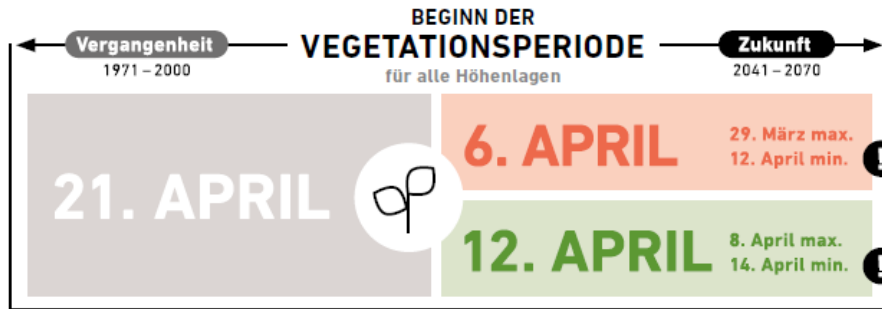 BEGINN DER
Vergangenheit
VEGETATIONSPERIODE
Zukunft
1971 – 2000
für alle Höhenlagen
2041 – 2070
21. APRIL
6. APRIL
29. März max.
12. April min.
12. APRIL
8. April max.
14. April min.